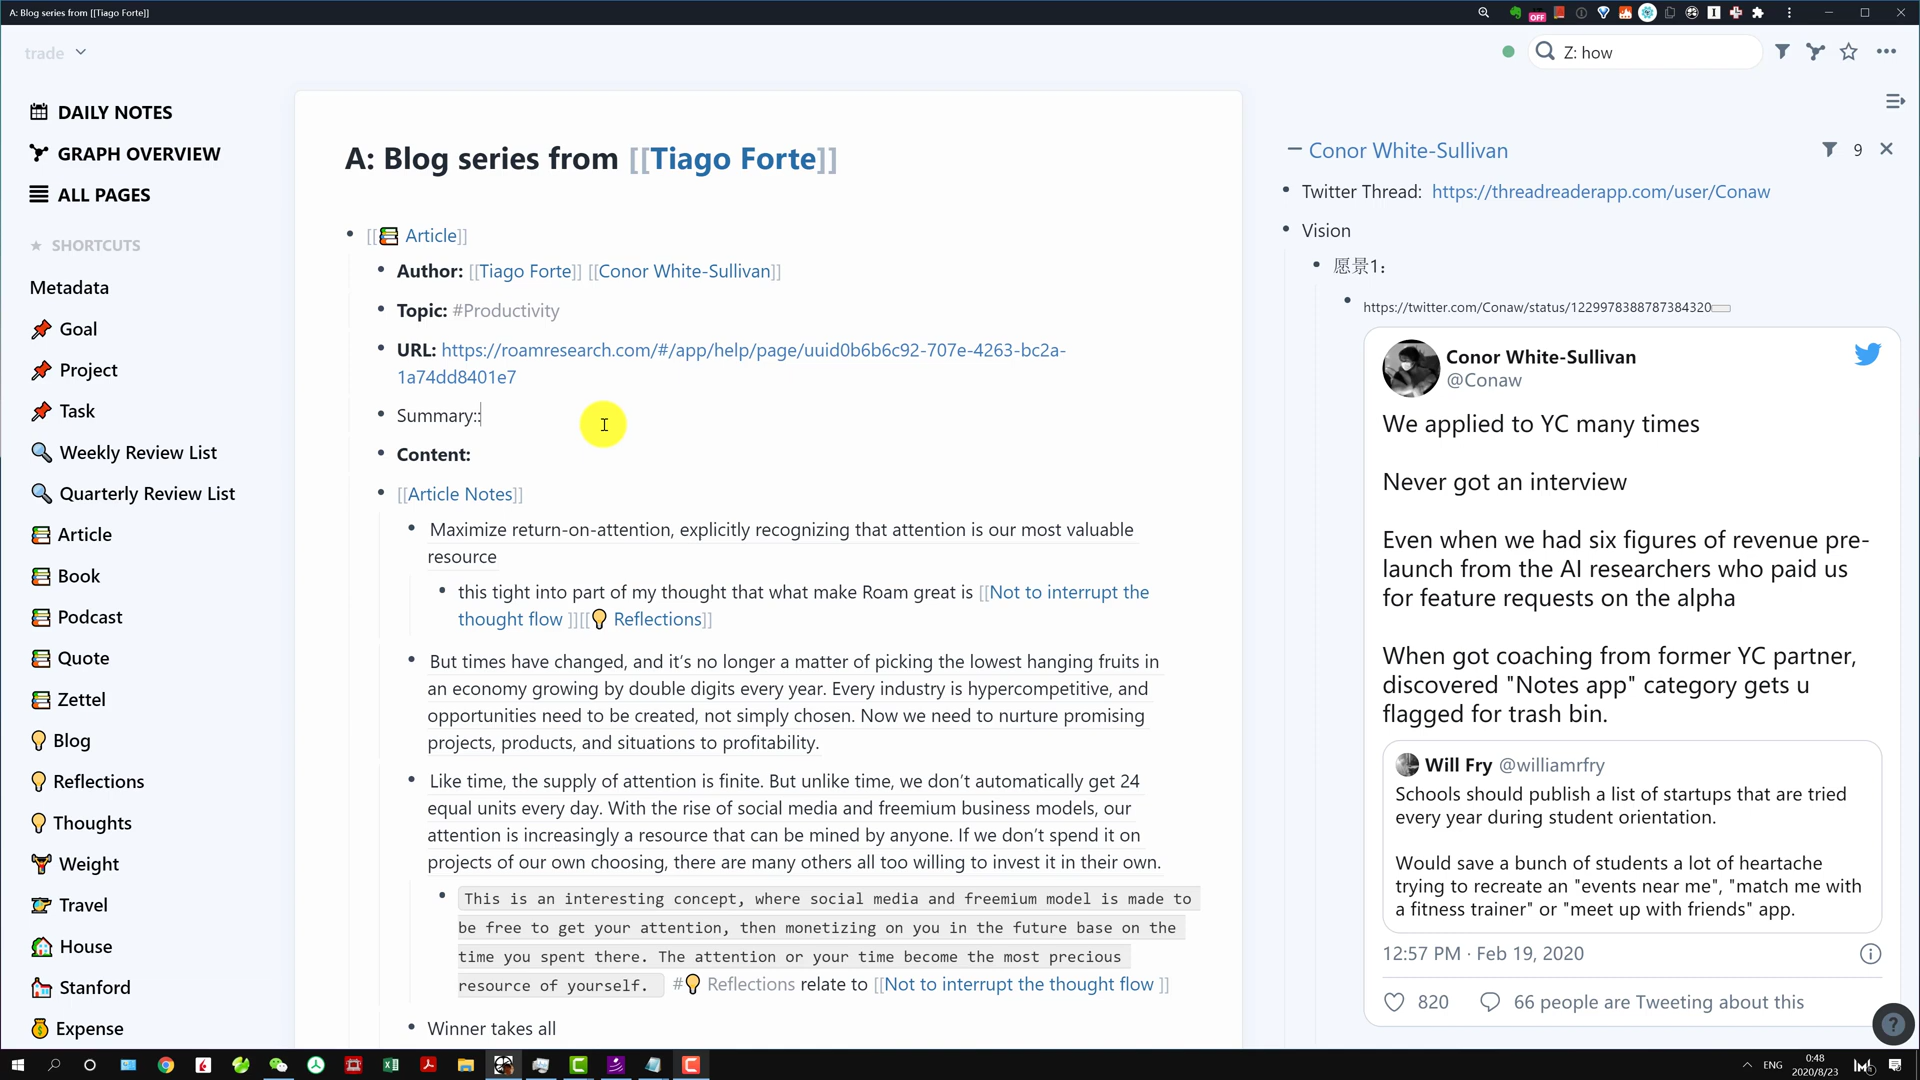 A: Blog series from [[Tiago Forte]]
trade
Z: how
DAILY NOTES
GRAPH OVERVIEW
ALL PAGES
SHORTCUTS
Metadata
Goal
Project
Task
Weekly Review List
Quarterly Review List
Article
Book
Podcast
Quote
Zettel
Blog
Reflections
Thoughts
Weight
Travel
House
Stanford
Expense
A: Blog series from [[Tiago Forte]]
[[📚 Article]]
Author: [[Tiago Forte]] [[Conor White-Sullivan]]
Topic: #Productivity
URL: https://roamresearch.com/#/app/help/page/uuid0b6b6c92-707e-4263-bc2a-
1a74dd8401e7
Summary::
Content:
[[Article Notes]]
Maximize return-on-attention, explicitly recognizing that attention is our most valuable
resource
this tight into part of my thought that what make Roam great is [[Not to interrupt the
thought flow ]][[💡 Reflections]]
But times have changed, and it's no longer a matter of picking the lowest hanging fruits in
an economy growing by double digits every year. Every industry is hypercompetitive, and
opportunities need to be created, not simply chosen. Now we need to nurture promising
projects, products, and situations to profitability.
Like time, the supply of attention is finite. But unlike time, we don't automatically get 24
equal units every day. With the rise of social media and freemium business models, our
attention is increasingly a resource that can be mined by anyone. If we don't spend it on
projects of our own choosing, there are many others all too willing to invest it in their own.
This is an interesting concept, where social media and freemium model is made to
be free to get your attention, then monetizing on you in the future base on the
time you spent there. The attention or your time become the most precious
resource of yourself. #💡 Reflections relate to [[Not to interrupt the thought flow ]]
Winner takes all
Conor White-Sullivan
9
Twitter Thread: https://threadreaderapp.com/user/Conaw
Vision
愿景1：
https://twitter.com/Conaw/status/1229978388787384320
Conor White-Sullivan
@Conaw
We applied to YC many times
Never got an interview
Even when we had six figures of revenue pre-
launch from the AI researchers who paid us
for feature requests on the alpha
When got coaching from former YC partner,
discovered "Notes app" category gets u
flagged for trash bin.
Will Fry @williamrfry
Schools should publish a list of startups that are tried
every year during student orientation.
Would save a bunch of students a lot of heartache
trying to recreate an "events near me", "match me with
a fitness trainer" or "meet up with friends" app.
12:57 PM · Feb 19, 2020
820
66 people are Tweeting about this
OFF
ENG
0:48
2020/8/23